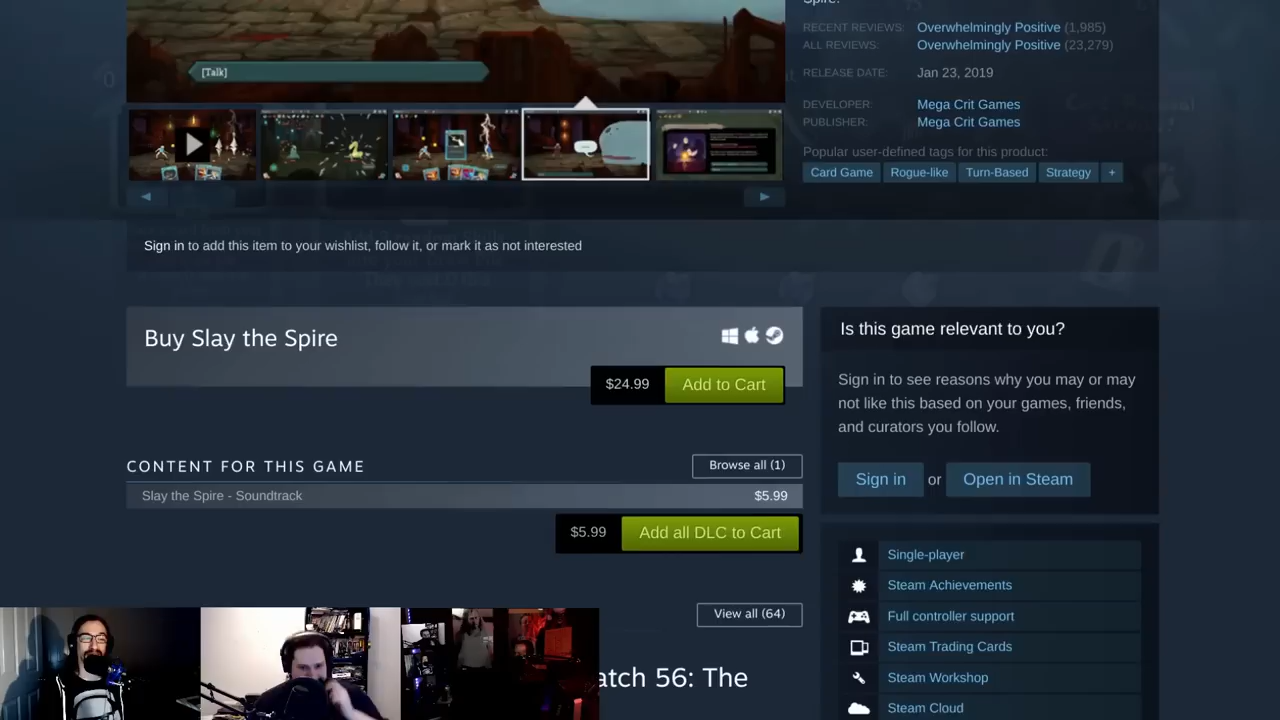 Spire.
RECENT REVIEWS: Overwhelmingly Positive (1,985)
ALL REVIEWS: Overwhelmingly Positive (23,279)
[Talk]
RELEASE DATE: Jan 23, 2019
DEVELOPER: Mega Crit Games
PUBLISHER: Mega Crit Games
Popular user-defined tags for this product:
Card Game Rogue-like Turn-Based Strategy +
Sign in to add this item to your wishlist, follow it, or mark it as not interested
Buy Slay the Spire
$24.99 Add to Cart
CONTENT FOR THIS GAME Browse all (1)
Slay the Spire - Soundtrack $5.99
$5.99 Add all DLC to Cart
View all (64)
atch 56: The
Is this game relevant to you?
Sign in to see reasons why you may or may
not like this based on your games, friends,
and curators you follow.
Sign in or Open in Steam
Single-player
Steam Achievements
Full controller support
Steam Trading Cards
Steam Workshop
Steam Cloud